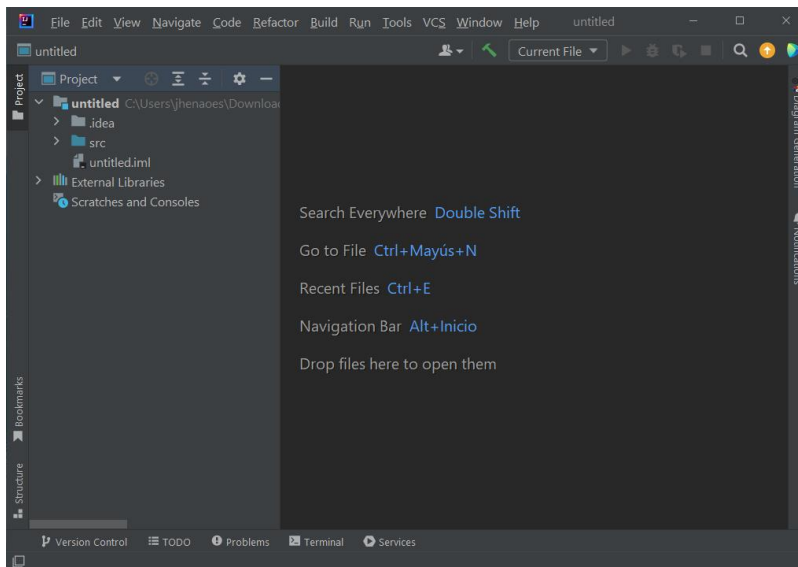 File Edit View Navigate Code Refactor Build Run Tools VCS Window Help untitled
untitled Current File
Project
Project
untitled C:\Users\jhenaoes\Downloa
.idea
src
untitled.iml
External Libraries
Scratches and Consoles
Search Everywhere Double Shift
Go to File Ctrl+Mayús+N
Recent Files Ctrl+E
Navigation Bar Alt+Inicio
Drop files here to open them
Diagram Generation
Notifications
Bookmarks
Structure
Version Control TODO Problems Terminal Services